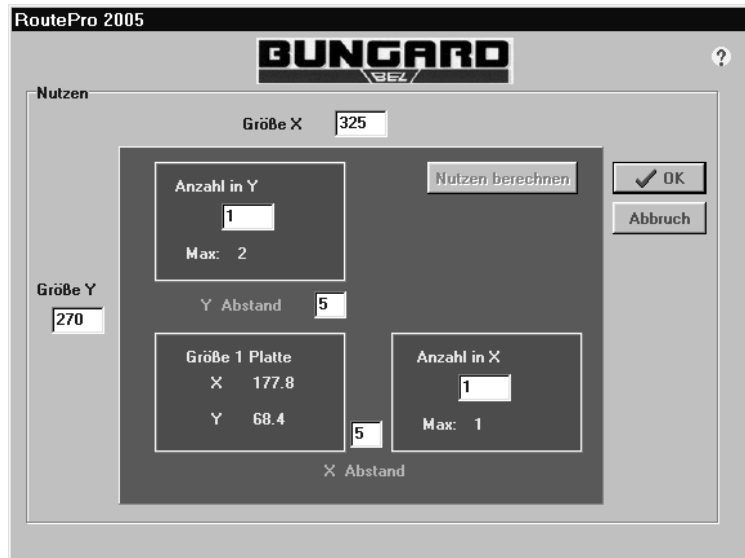 RoutePro 2005
BUNGARD
BEL
?
Nutzen
Größe X 325
Anzahl in Y
1
Max: 2
Nutzen berechnen
OK
Abbruch
Größe Y
270
Y Abstand 5
Größe 1 Platte
X 177.8
Y 68.4
5
Anzahl in X
1
Max: 1
X Abstand